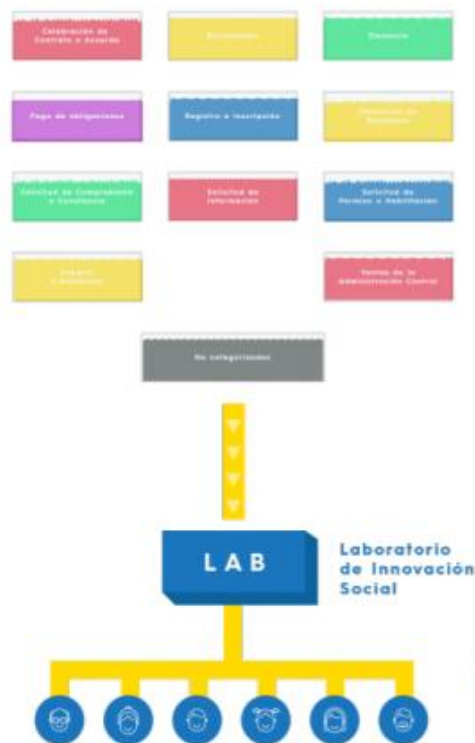 Celebración de
Contrato o Acuerdo
Denuncia
Pago de obligaciones
Registro o Inscripción
Solicitud de Comprobante
o Constancia
Solicitud de
Información
Solicitud de
Permiso o Habilitación
Ventas de la
Administración Central
No categorizados
LAB
Laboratorio
de Innovación
Social